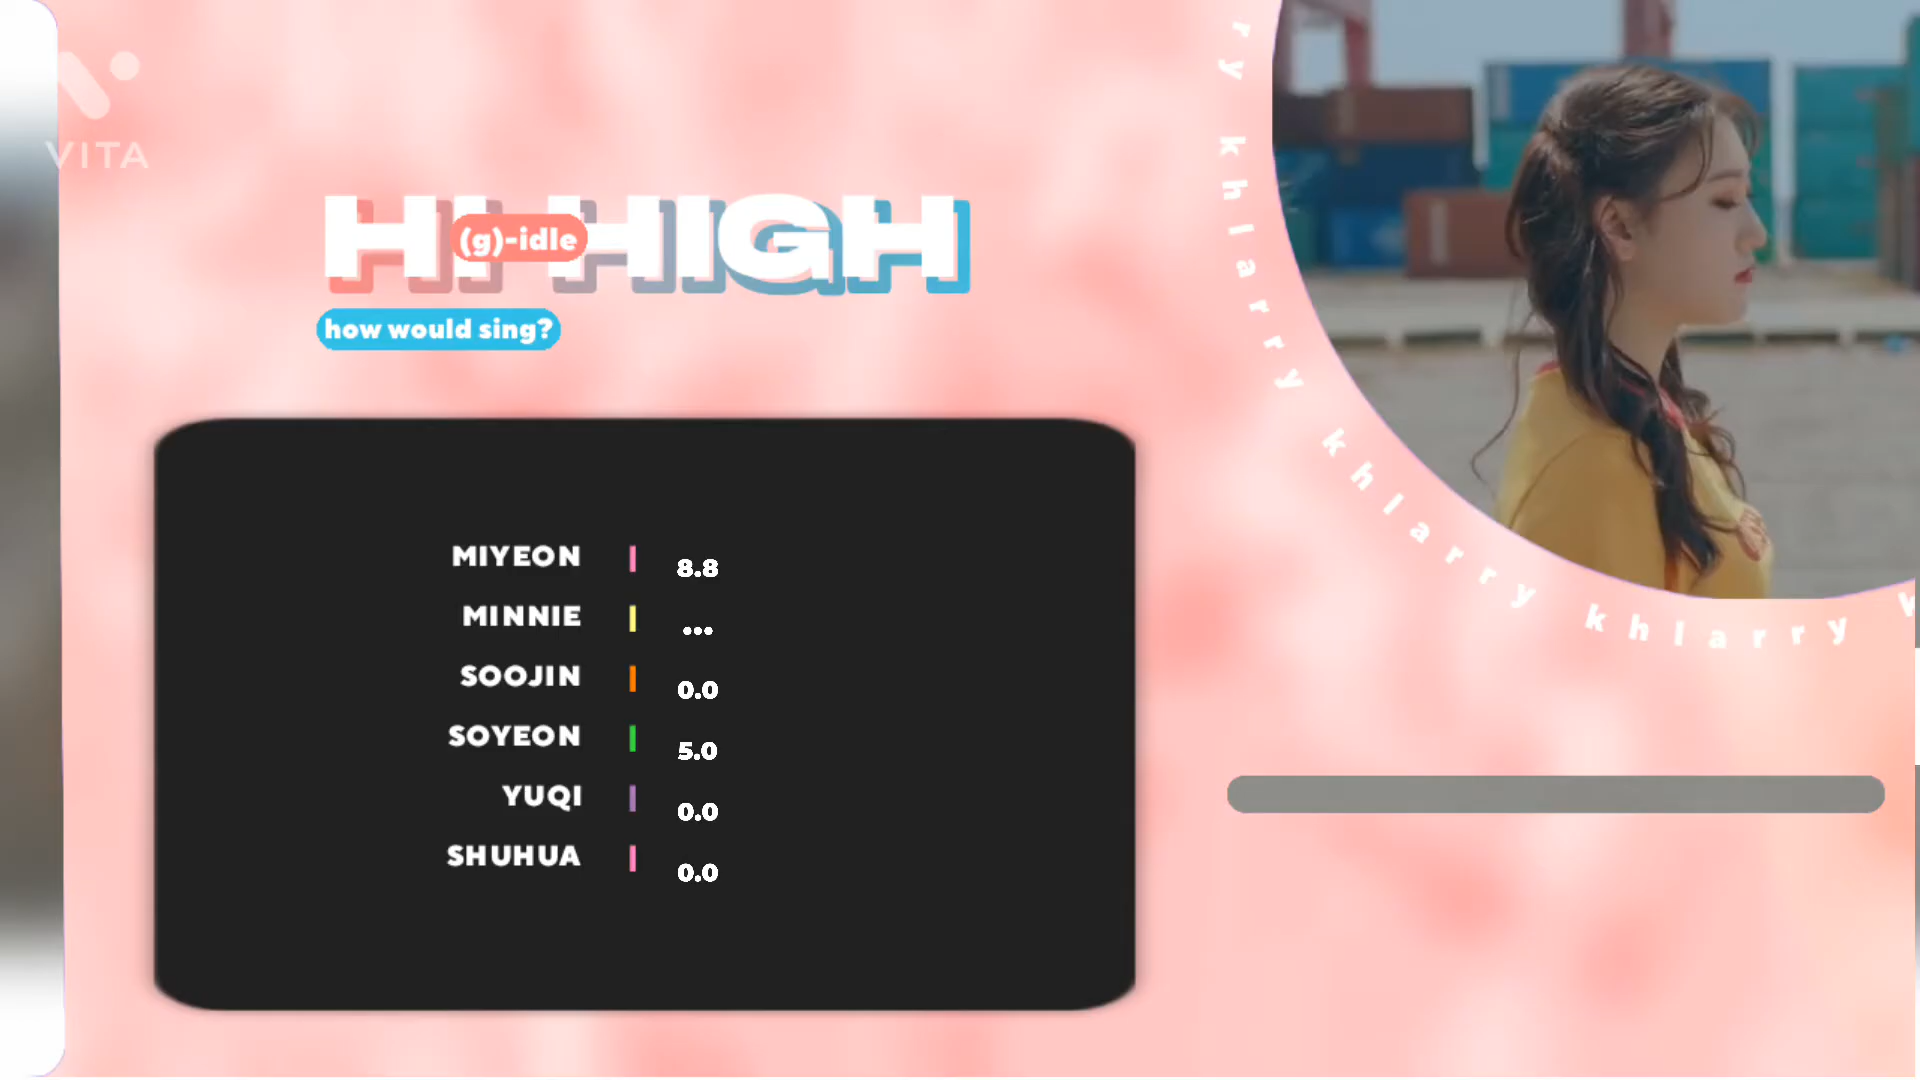 VITA
HI HIGH
(g)-idle
how would sing?
MIYEON 8.8
MINNIE ...
SOOJIN 0.0
SOYEON 5.0
YUQI 0.0
SHUHUA 0.0
ry khlarry khlarry khlarry